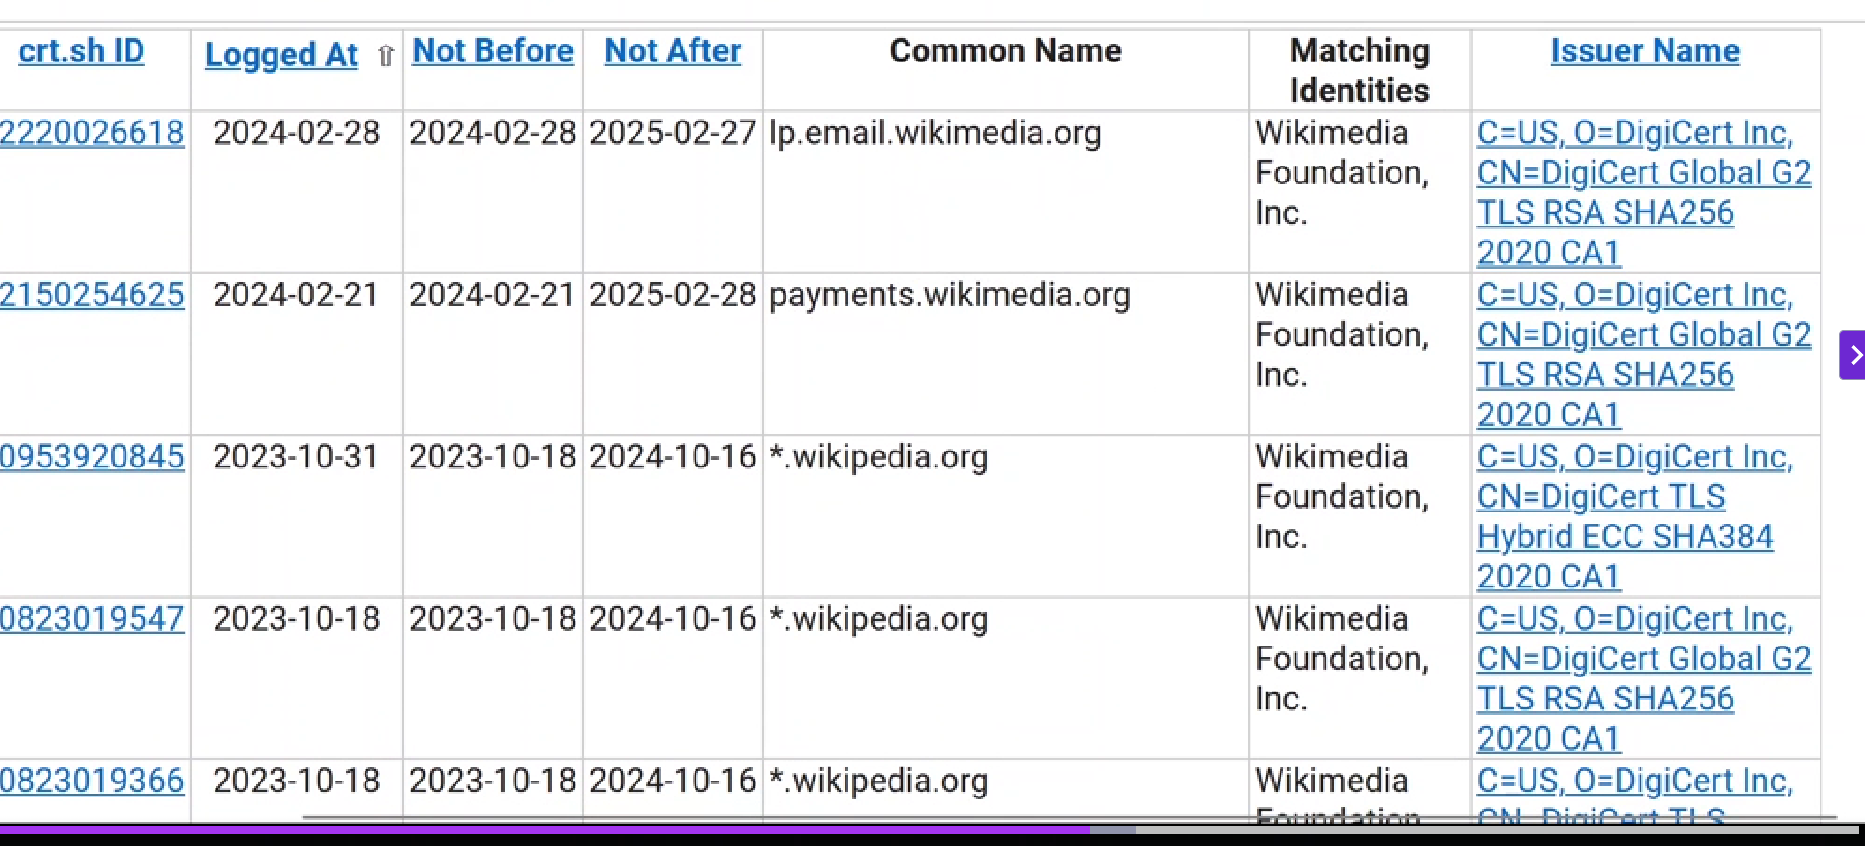 crt.sh ID Logged At ⇧ Not Before Not After Common Name Matching Identities Issuer Name
2220026618 2024-02-28 2024-02-28 2025-02-27 lp.email.wikimedia.org Wikimedia C=US, O=DigiCert Inc,
Foundation, CN=DigiCert Global G2
Inc. TLS RSA SHA256
2020 CA1
2150254625 2024-02-21 2024-02-21 2025-02-28 payments.wikimedia.org Wikimedia C=US, O=DigiCert Inc,
Foundation, CN=DigiCert Global G2
Inc. TLS RSA SHA256
2020 CA1
0953920845 2023-10-31 2023-10-18 2024-10-16 *.wikipedia.org Wikimedia C=US, O=DigiCert Inc,
Foundation, CN=DigiCert TLS
Inc. Hybrid ECC SHA384
2020 CA1
0823019547 2023-10-18 2023-10-18 2024-10-16 *.wikipedia.org Wikimedia C=US, O=DigiCert Inc,
Foundation, CN=DigiCert Global G2
Inc. TLS RSA SHA256
2020 CA1
0823019366 2023-10-18 2023-10-18 2024-10-16 *.wikipedia.org Wikimedia C=US, O=DigiCert Inc,